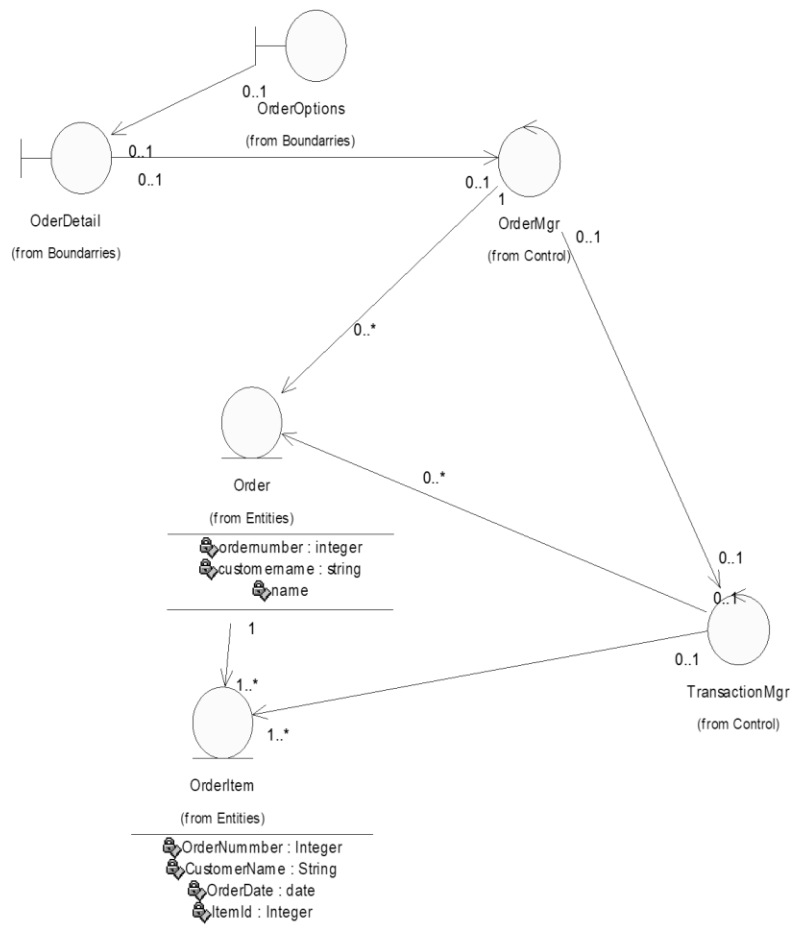 0..1
OrderOptions
(from Boundarries)
0..1
0..1
OderDetail
(from Boundarries)
0..1
1
OrderMgr
(from Control)
0..1
0..*
Order
(from Entities)
ordernumber : integer
customername : string
name
0..*
0..1
0..1
0..1
TransactionMgr
(from Control)
1
1..*
1..*
OrderItem
(from Entities)
OrderNummber : Integer
CustomerName : String
OrderDate : date
ItemId : Integer